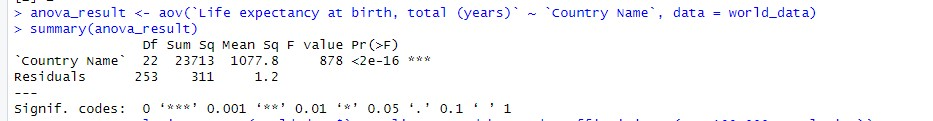 > anova_result <- aov(`Life expectancy at birth, total (years)` ~ `Country Name`, data = world_data)
> summary(anova_result)
                Df Sum Sq Mean Sq F value Pr(>F)
`Country Name`  22  23713  1077.8     878 <2e-16 ***
Residuals      253    311     1.2
---
Signif. codes:  0 ‘***’ 0.001 ‘**’ 0.01 ‘*’ 0.05 ‘.’ 0.1 ‘ ’ 1